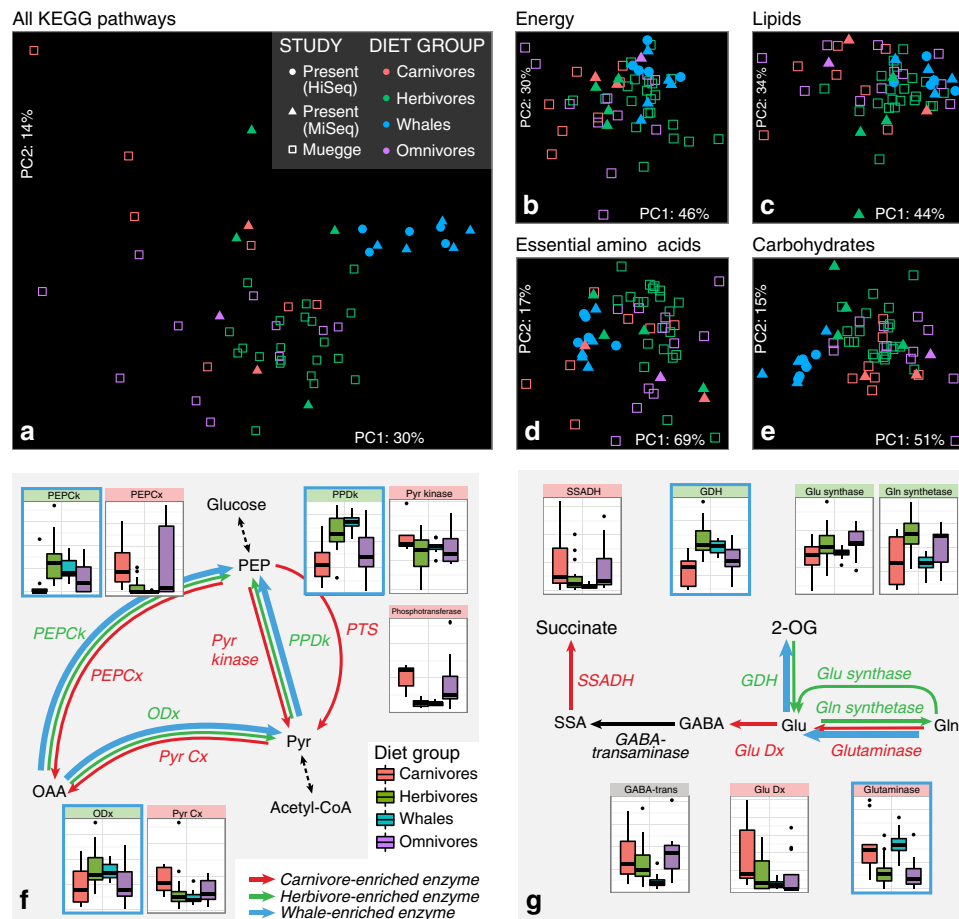 All KEGG pathways
STUDY
Present
(HiSeq)
Present
(MiSeq)
Muegge
DIET GROUP
Carnivores
Herbivores
Whales
Omnivores
PC2: 14%
PC1: 30%
a
Energy
PC2: 30%
PC1: 46%
b
Lipids
PC2: 34%
PC1: 44%
c
Essential amino acids
PC2: 17%
PC1: 69%
d
Carbohydrates
PC2: 15%
PC1: 51%
e
PEPCk
PEPCx
Glucose
PPDk
Pyr kinase
PEP
Phosphotransferase
PEPCk
PEPCx
Pyr
kinase
PPDk
PTS
ODx
Pyr Cx
Pyr
OAA
Acetyl-CoA
ODx
Pyr Cx
Diet group
Carnivores
Herbivores
Whales
Omnivores
Carnivore-enriched enzyme
Herbivore-enriched enzyme
Whale-enriched enzyme
f
SSADH
GDH
Glu synthase
Gln synthetase
Succinate
2-OG
SSADH
GDH
Glu synthase
Gln synthetase
SSA
GABA
Glu
Gln
GABA-
transaminase
Glu Dx
Glutaminase
GABA-trans
Glu Dx
Glutaminase
g